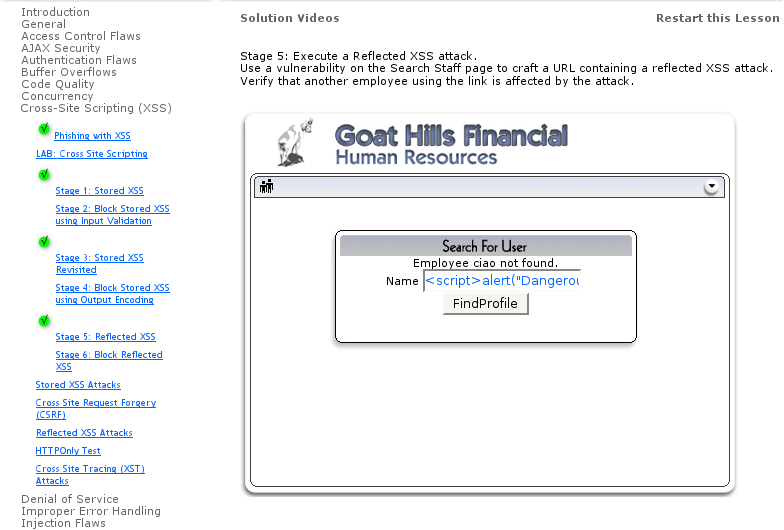 Introduction
General
Access Control Flaws
AJAX Security
Authentication Flaws
Buffer Overflows
Code Quality
Concurrency
Cross-Site Scripting (XSS)
Phishing with XSS
LAB: Cross Site Scripting
Stage 1: Stored XSS
Stage 2: Block Stored XSS
using Input Validation
Stage 3: Stored XSS
Revisited
Stage 4: Block Stored XSS
using Output Encoding
Stage 5: Reflected XSS
Stage 6: Block Reflected
XSS
Stored XSS Attacks
Cross Site Request Forgery
(CSRF)
Reflected XSS Attacks
HTTPOnly Test
Cross Site Tracing (XST)
Attacks
Denial of Service
Improper Error Handling
Injection Flaws
Solution Videos
Restart this Lesson
Stage 5: Execute a Reflected XSS attack.
Use a vulnerability on the Search Staff page to craft a URL containing a reflected XSS attack.
Verify that another employee using the link is affected by the attack.
Goat Hills Financial
Human Resources
Search For User
Employee ciao not found.
Name <script>alert("Dangerou
FindProfile